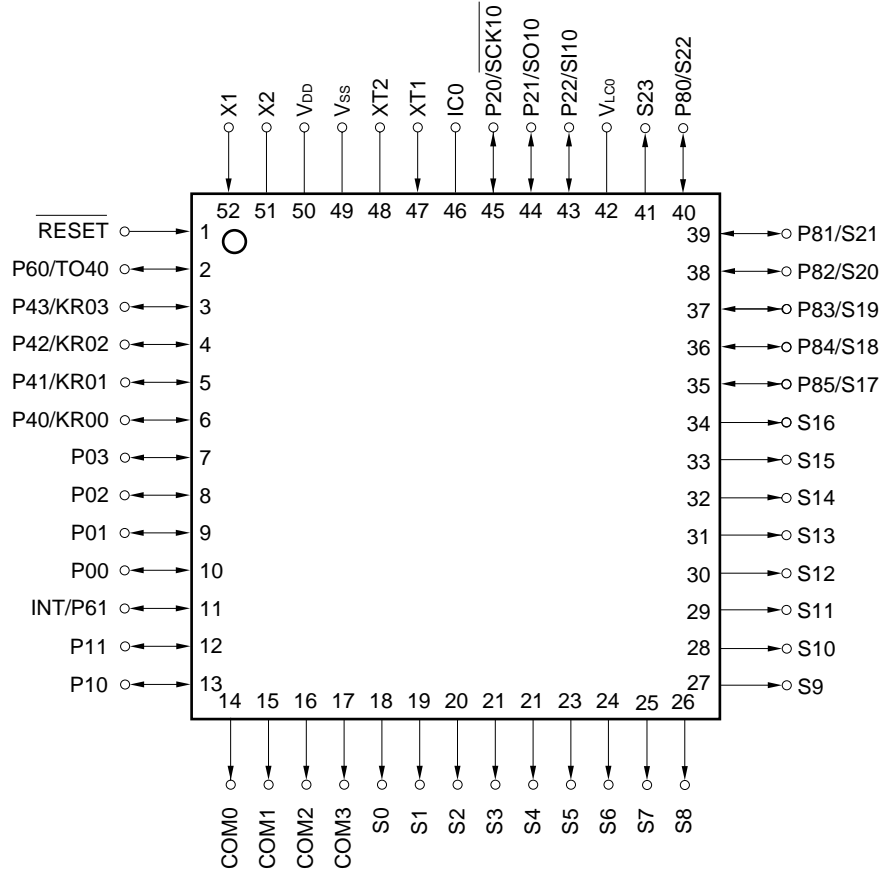 X1
X2
VDD
VSS
XT2
XT1
IC0
P20/SCK10
P21/SO10
P22/SI10
VLC0
S23
P80/S22
52 51 50 49 48 47 46 45 44 43 42 41 40
RESET 1
P60/TO40 2
P43/KR03 3
P42/KR02 4
P41/KR01 5
P40/KR00 6
P03 7
P02 8
P01 9
P00 10
INT/P61 11
P11 12
P10 13
39 P81/S21
38 P82/S20
37 P83/S19
36 P84/S18
35 P85/S17
34 S16
33 S15
32 S14
31 S13
30 S12
29 S11
28 S10
27 S9
14 15 16 17 18 19 20 21 21 23 24 25 26
COM0
COM1
COM2
COM3
S0
S1
S2
S3
S4
S5
S6
S7
S8